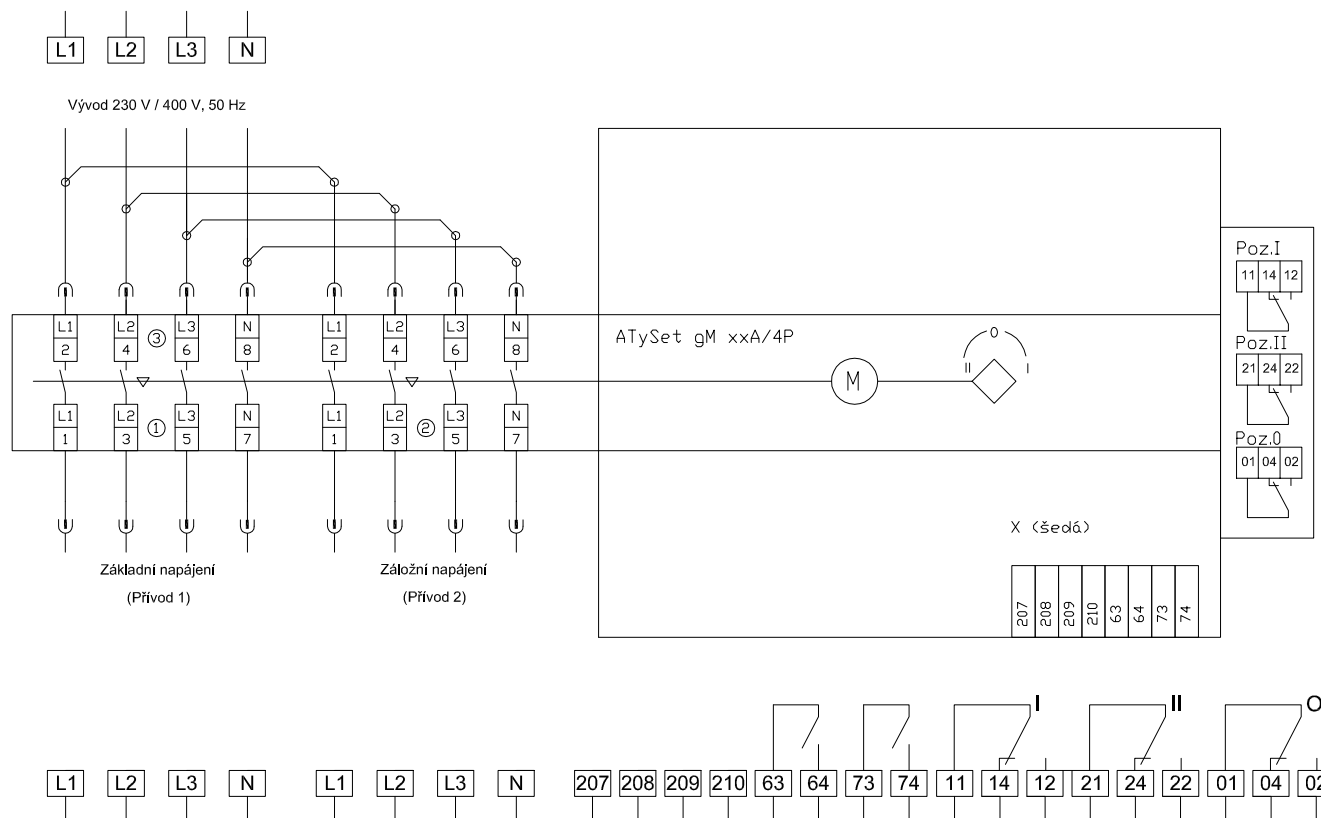 L1 L2 L3 N
Vývod 230 V / 400 V, 50 Hz
Poz.I
11 14 12
L1 L2 ③ L3 N L1 L2 L3 N
2 4 6 8 2 4 6 8
ATySet gM xxA/4P
O
II I
M
Poz.II
21 24 22
L1 L2 ① L3 N L1 L2 ② L3 N
1 3 5 7 1 3 5 7
Poz.0
01 04 02
X (šedá)
207 208 209 210 63 64 73 74
Základní napájení
(Přívod 1)
Záložní napájení
(Přívod 2)
I II O
L1 L2 L3 N L1 L2 L3 N 207 208 209 210 63 64 73 74 11 14 12 21 24 22 01 04 02